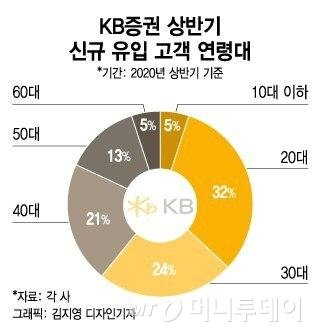 KB증권 상반기
신규 유입 고객 연령대
*기간: 2020년 상반기 기준
60대
10대 이하
50대
5%
5%
20대
13%
32%
KB
40대
21%
24%
30대
*자료: 각 사
그래픽: 김지영 디자인기자
머니투데이